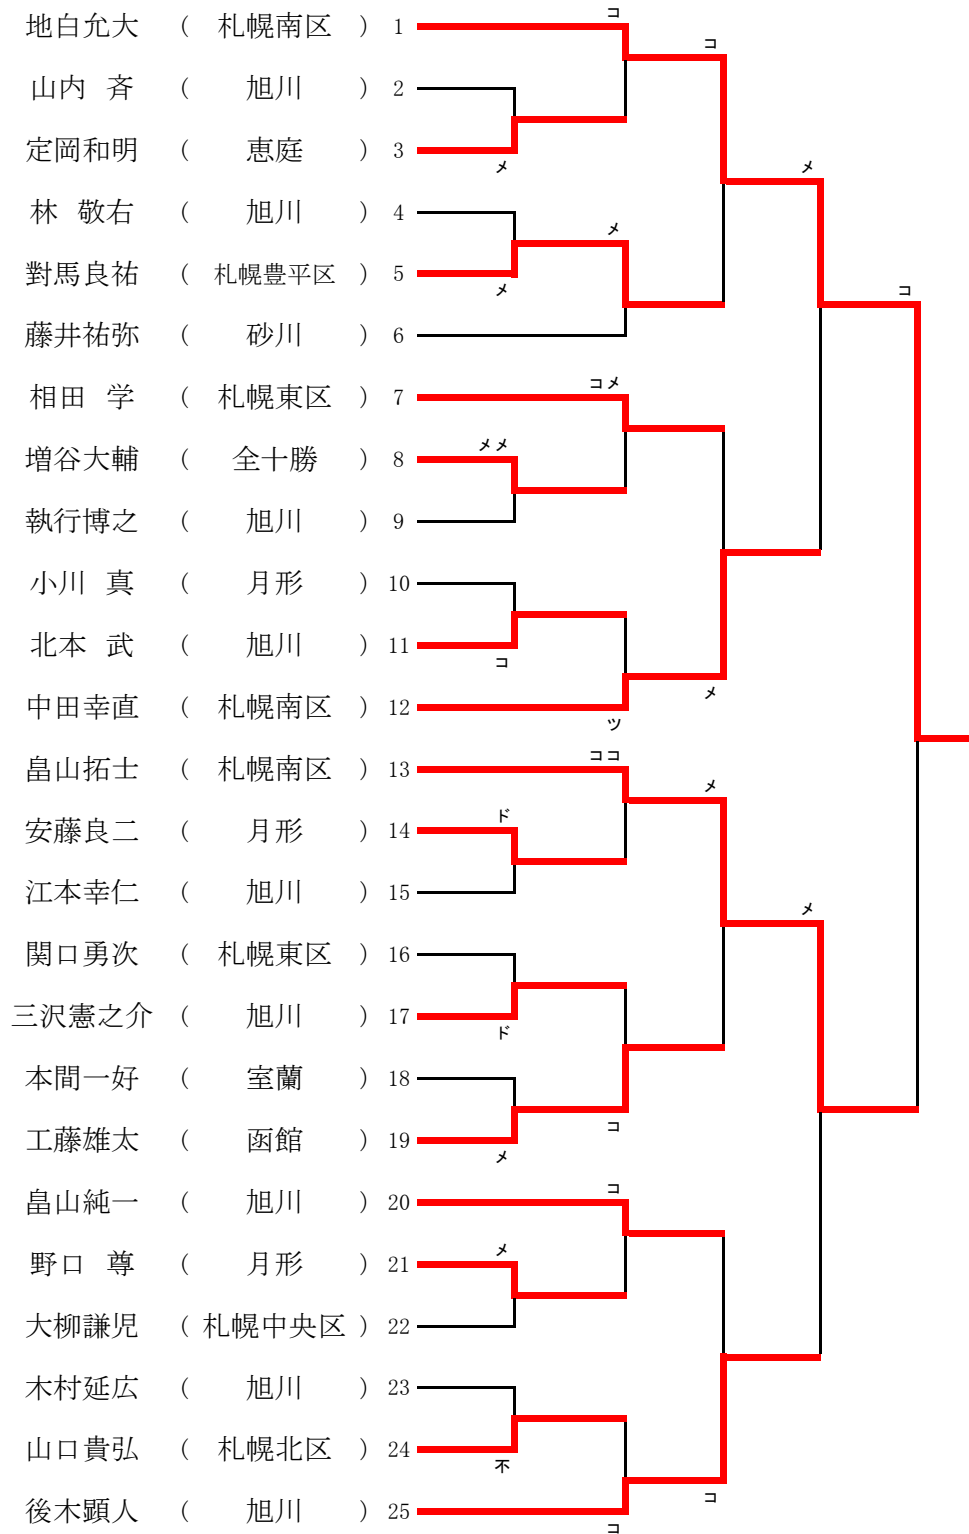 コ
地白允大 ( 札幌南区 ) 1
コ
山内 斉 ( 旭川 ) 2
定岡和明 ( 恵庭 ) 3
メ
メ
林 敬右 ( 旭川 ) 4
メ
對馬良祐 ( 札幌豊平区 ) 5
メ
コ
藤井祐弥 ( 砂川 ) 6
コメ
相田 学 ( 札幌東区 ) 7
メメ
増谷大輔 ( 全十勝 ) 8
執行博之 ( 旭川 ) 9
小川 真 ( 月形 ) 10
北本 武 ( 旭川 ) 11
コ
メ
中田幸直 ( 札幌南区 ) 12
ツ
ココ
畠山拓士 ( 札幌南区 ) 13
メ
ド
安藤良二 ( 月形 ) 14
江本幸仁 ( 旭川 ) 15
メ
関口勇次 ( 札幌東区 ) 16
三沢憲之介 ( 旭川 ) 17
ド
本間一好 ( 室蘭 ) 18
コ
工藤雄太 ( 函館 ) 19
メ
コ
畠山純一 ( 旭川 ) 20
メ
野口 尊 ( 月形 ) 21
大柳謙児 ( 札幌中央区 ) 22
木村延広 ( 旭川 ) 23
山口貴弘 ( 札幌北区 ) 24
不
コ
後木顕人 ( 旭川 ) 25
コ